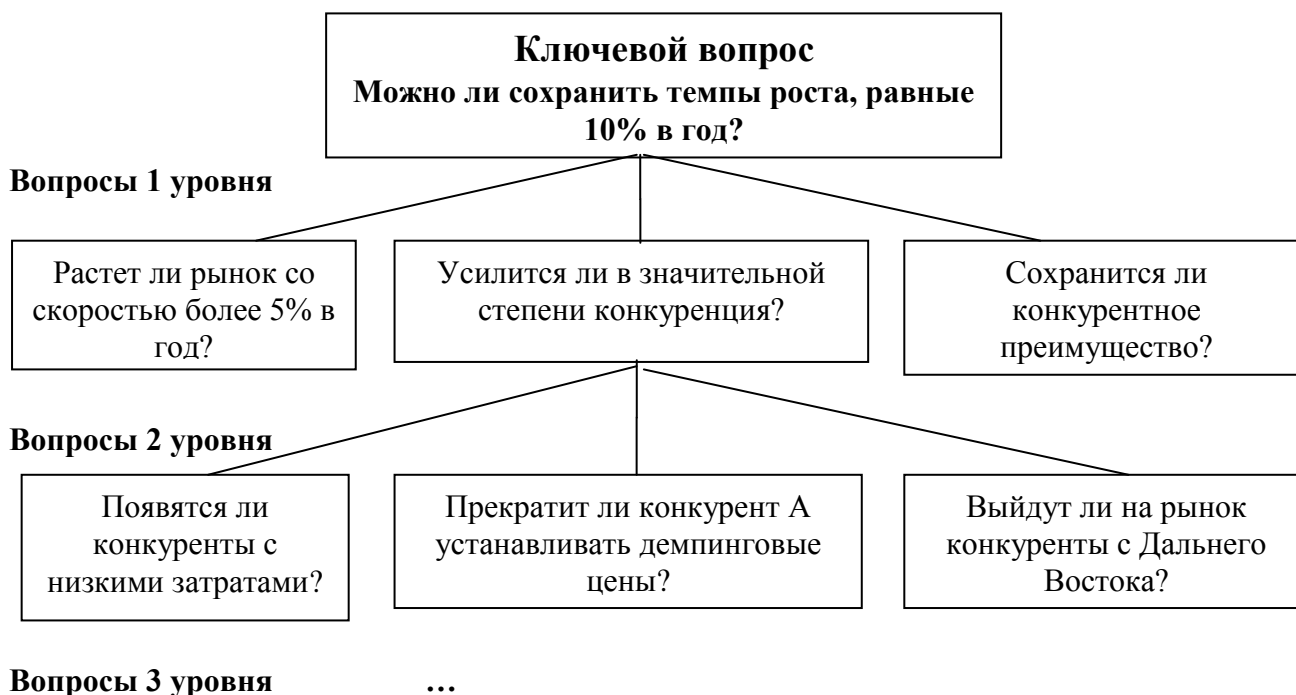 Ключевой вопрос
Можно ли сохранить темпы роста, равные
10% в год?
Вопросы 1 уровня
Растет ли рынок со
скоростью более 5% в
год?
Усилится ли в значительной
степени конкуренция?
Сохранится ли
конкурентное
преимущество?
Вопросы 2 уровня
Появятся ли
конкуренты с
низкими затратами?
Прекратит ли конкурент А
устанавливать демпинговые
цены?
Выйдут ли на рынок
конкуренты с Дальнего
Востока?
Вопросы 3 уровня ...